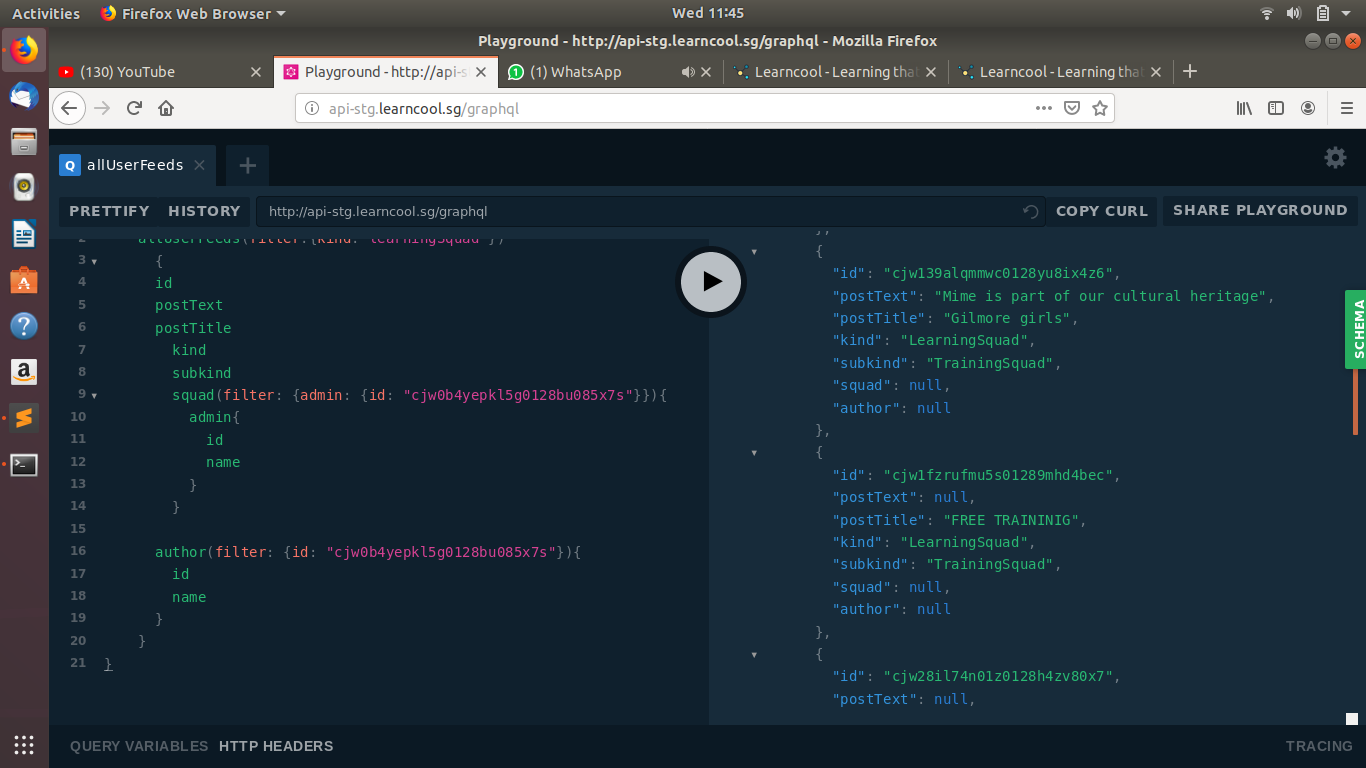 Activities Firefox Web Browser Wed 11:45
Playground - http://api-stg.learncool.sg/graphql - Mozilla Firefox
(130) YouTube Playground - http://api-s (1) WhatsApp Learncool - Learning tha Learncool - Learning tha
api-stg.learncool.sg/graphql
Q allUserFeeds
PRETTIFY HISTORY http://api-stg.learncool.sg/graphql COPY CURL SHARE PLAYGROUND
2 allUserFeeds(filter:{kind: "learningSquad"})
3 {
4 id
5 postText
6 postTitle
7 kind
8 subkind
9 squad(filter: {admin: {id: "cjw0b4yepkl5g0128bu085x7s"}}){
10 admin{
11 id
12 name
13 }
14 }
15
16 author(filter: {id: "cjw0b4yepkl5g0128bu085x7s"}){
17 id
18 name
19 }
20 }
21 }
},
{
"id": "cjw139alqmmwc0128yu8ix4z6",
"postText": "Mime is part of our cultural heritage",
"postTitle": "Gilmore girls",
"kind": "LearningSquad",
"subkind": "TrainingSquad",
"squad": null,
"author": null
},
{
"id": "cjw1fzrufmu5s01289mhd4bec",
"postText": null,
"postTitle": "FREE TRAININIG",
"kind": "LearningSquad",
"subkind": "TrainingSquad",
"squad": null,
"author": null
},
{
"id": "cjw28il74n01z0128h4zv80x7",
"postText": null,
SCHEMA
QUERY VARIABLES HTTP HEADERS TRACING